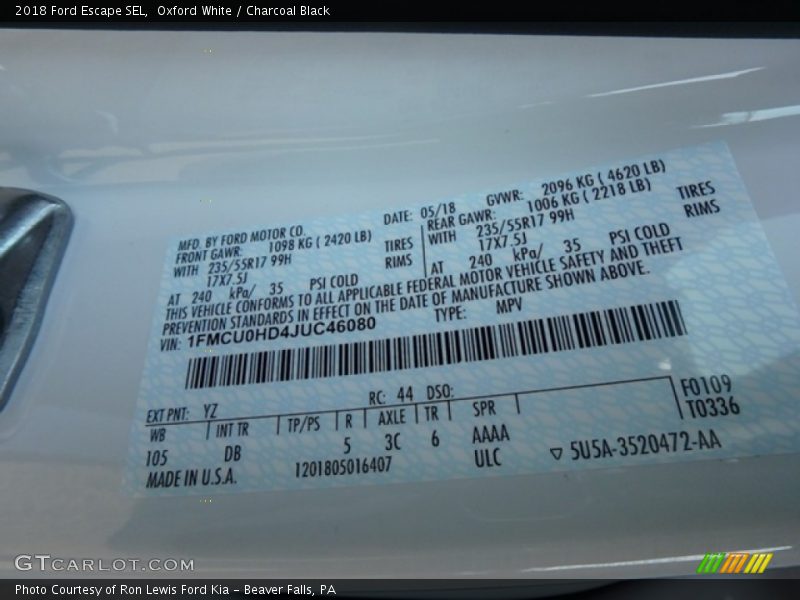 2018 Ford Escape SEL,  Oxford White / Charcoal Black
MFD. BY FORD MOTOR CO.
DATE: 05/18
GVWR: 2096 KG ( 4620 LB)
FRONT GAWR: 1098 KG ( 2420 LB)
REAR GAWR: 1006 KG ( 2218 LB)
WITH 235/55R17 99H TIRES
WITH 235/55R17 99H TIRES
17X7.5J RIMS
17X7.5J RIMS
AT 240 kPa/ 35 PSI COLD
AT 240 kPa/ 35 PSI COLD
THIS VEHICLE CONFORMS TO ALL APPLICABLE FEDERAL MOTOR VEHICLE SAFETY AND THEFT
PREVENTION STANDARDS IN EFFECT ON THE DATE OF MANUFACTURE SHOWN ABOVE.
VIN: 1FMCU0HD4JUC46080
TYPE: MPV
EXT PNT: YZ RC: 44 DSO: F0109
WB INT TR TP/PS R AXLE TR SPR T0336
105 DB 5 3C 6 AAAA
MADE IN U.S.A. 1201805016407 ULC ▽ 5U5A-3520472-AA
GTCARLOT.COM
Photo Courtesy of Ron Lewis Ford Kia – Beaver Falls, PA